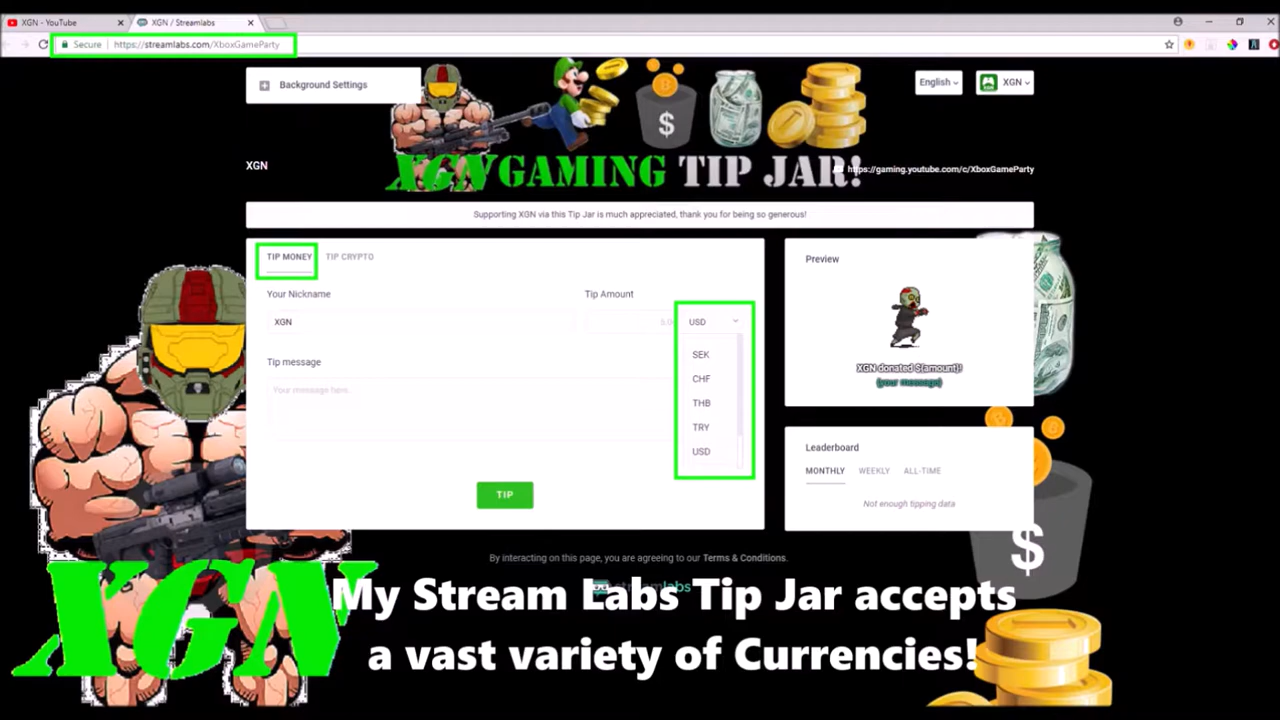 XGN - YouTube
XGN / Streamlabs
Secure
https://streamlabs.com/XboxGameParty
Background Settings
English
XGN
$
XGN
XGN GAMING TIP JAR!
https://gaming.youtube.com/c/XboxGameParty
Supporting XGN via this Tip Jar is much appreciated, thank you for being so generous!
TIP MONEY
TIP CRYPTO
Preview
Your Nickname
Tip Amount
XGN
USD
Tip message
SEK
XGN donated ${amount}!
Your message here...
CHF
{your message}
THB
TRY
Leaderboard
USD
MONTHLY
WEEKLY
ALL-TIME
TIP
Not enough tipping data
$
By interacting on this page, you are agreeing to our Terms & Conditions.
streamlabs
XGN
My Stream Labs Tip Jar accepts
a vast variety of Currencies!